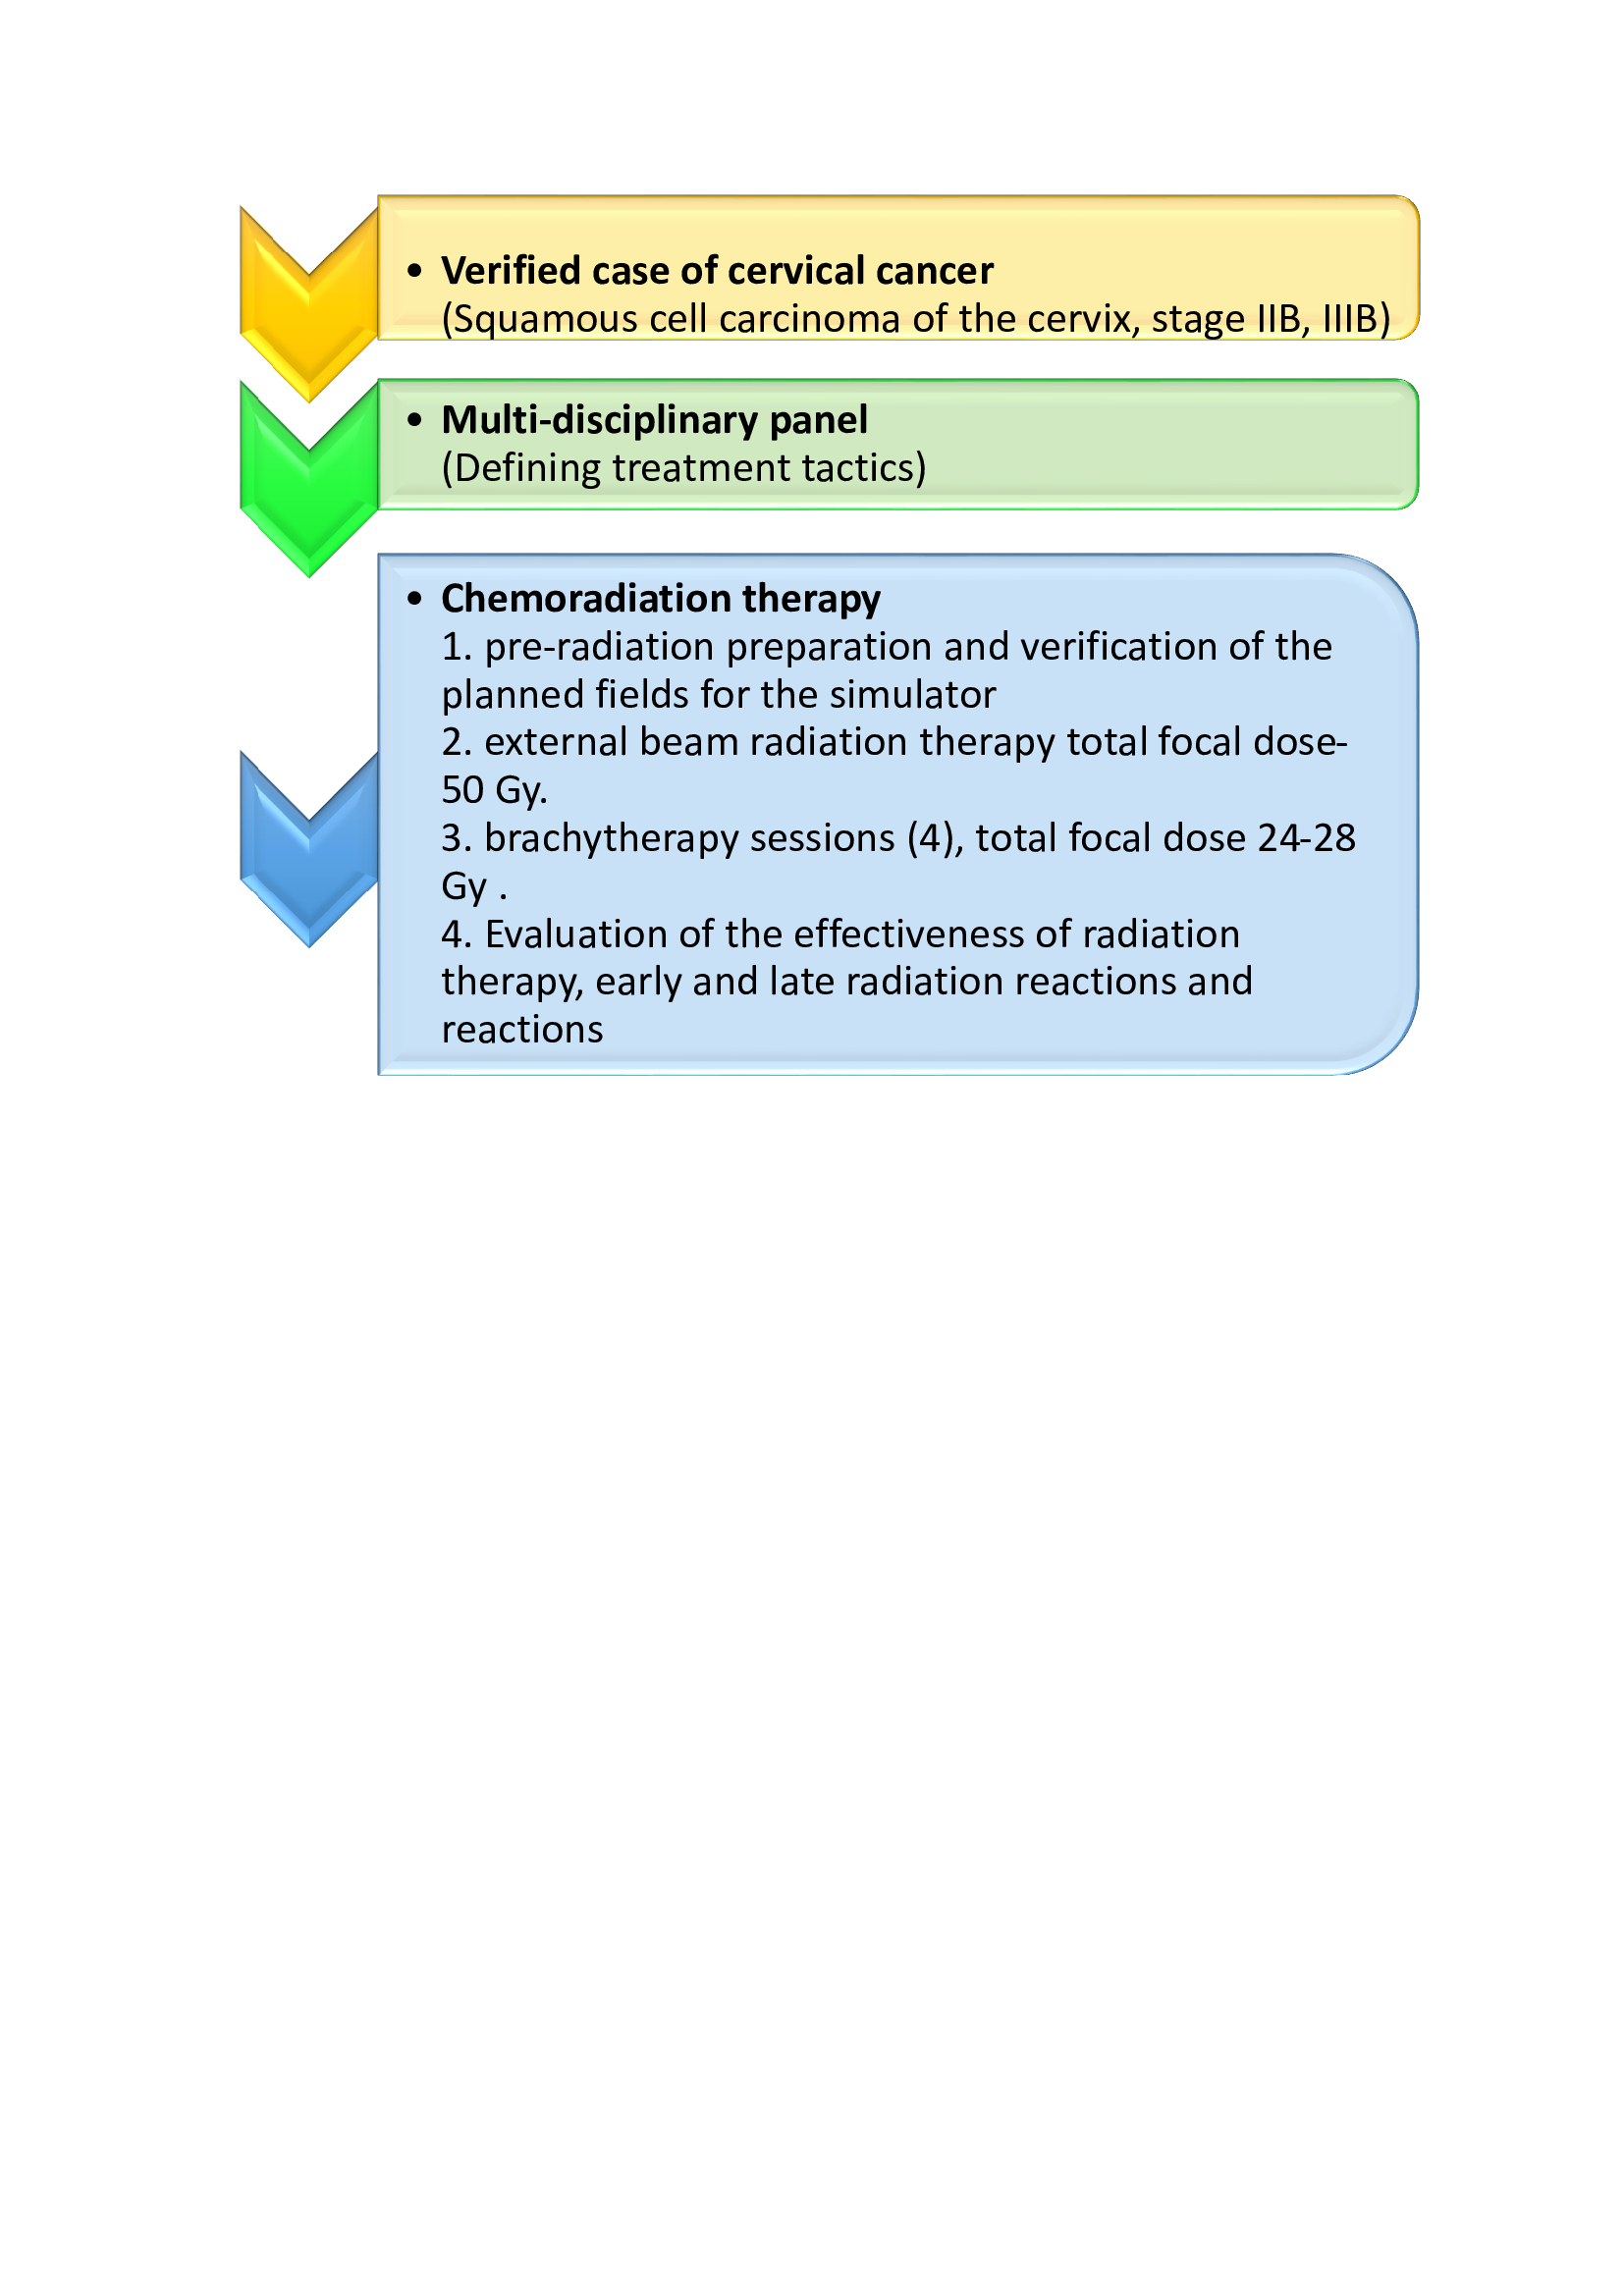 • Verified case of cervical cancer
(Squamous cell carcinoma of the cervix, stage IIB, IIIB)
• Multi-disciplinary panel
(Defining treatment tactics)
• Chemoradiation therapy
1. pre-radiation preparation and verification of the
planned fields for the simulator
2. external beam radiation therapy total focal dose-
50 Gy.
3. brachytherapy sessions (4), total focal dose 24-28
Gy .
4. Evaluation of the effectiveness of radiation
therapy, early and late radiation reactions and
reactions